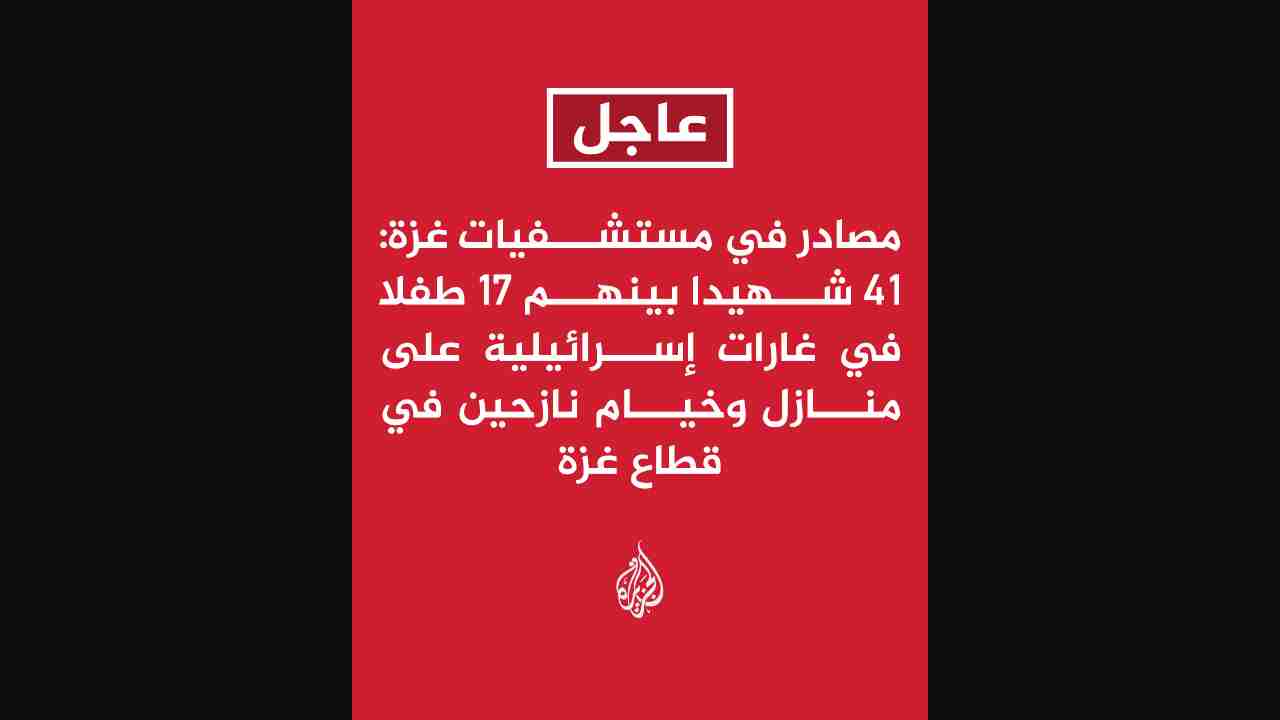 عاجل
مصادر في مستشفيات غزة:
41 شهيدا بينهم 17 طفلا
في غارات إسرائيلية على
منازل وخيام نازحين في
قطاع غزة
الجزيرة